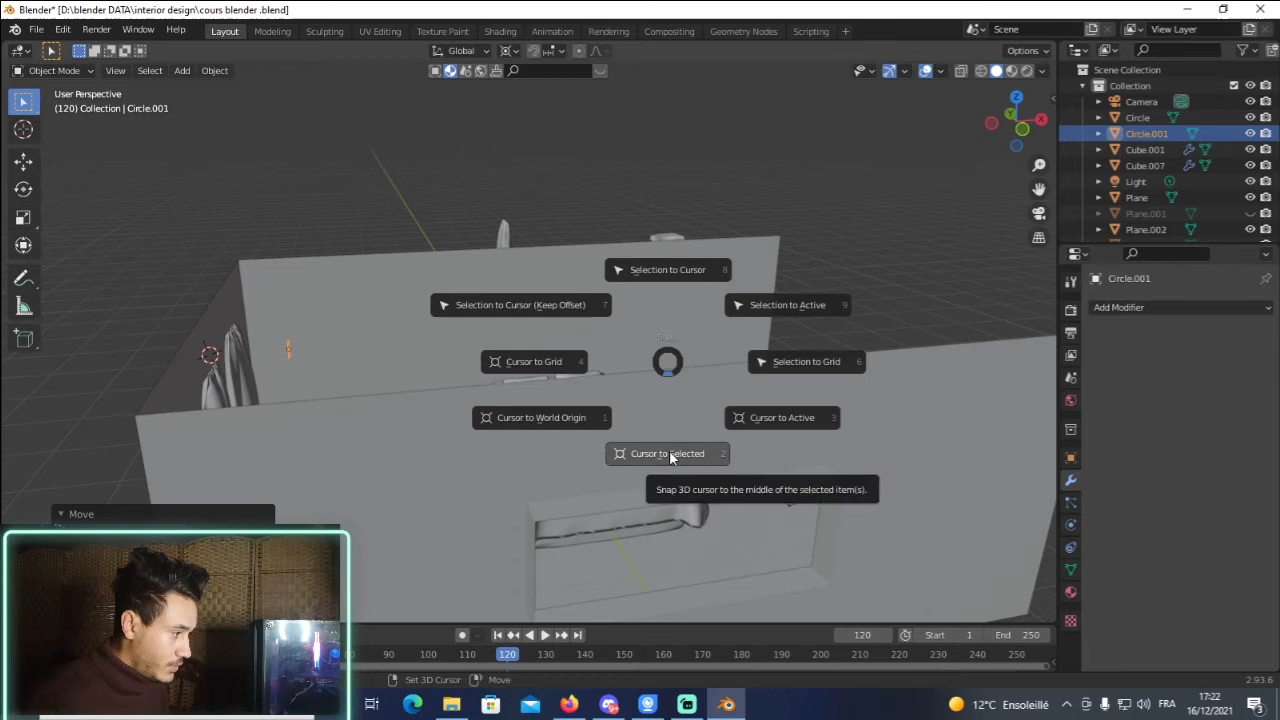 Blender* [D:\blender DATA\interior design\cours blender .blend]
File Edit Render Window Help Layout Modeling Sculpting UV Editing Texture Paint Shading Animation Rendering Compositing Geometry Nodes Scripting + Scene View Layer
Global Options
Object Mode View Select Add Object
User Perspective
(120) Collection | Circle.001
Z
Y
X
Scene Collection
Collection
Camera
Circle
Circle.001
Cube.001
Cube.007
Light
Plane
Plane.001
Plane.002
Circle.001
Add Modifier
Snap
Selection to Cursor 8
Selection to Cursor (Keep Offset) 7
Selection to Active 9
Cursor to Grid 4
Selection to Grid 6
Cursor to World Origin 1
Cursor to Active 3
Cursor to Selected 2
Snap 3D cursor to the middle of the selected item(s).
Move
120 Start 1 End 250
80 90 100 110 120 130 140 150 160 170 180 190 200 210 220 230 240 250
Set 3D Cursor Move 2.93.6
12°C Ensoleillé FRA 17:22
16/12/2021 3